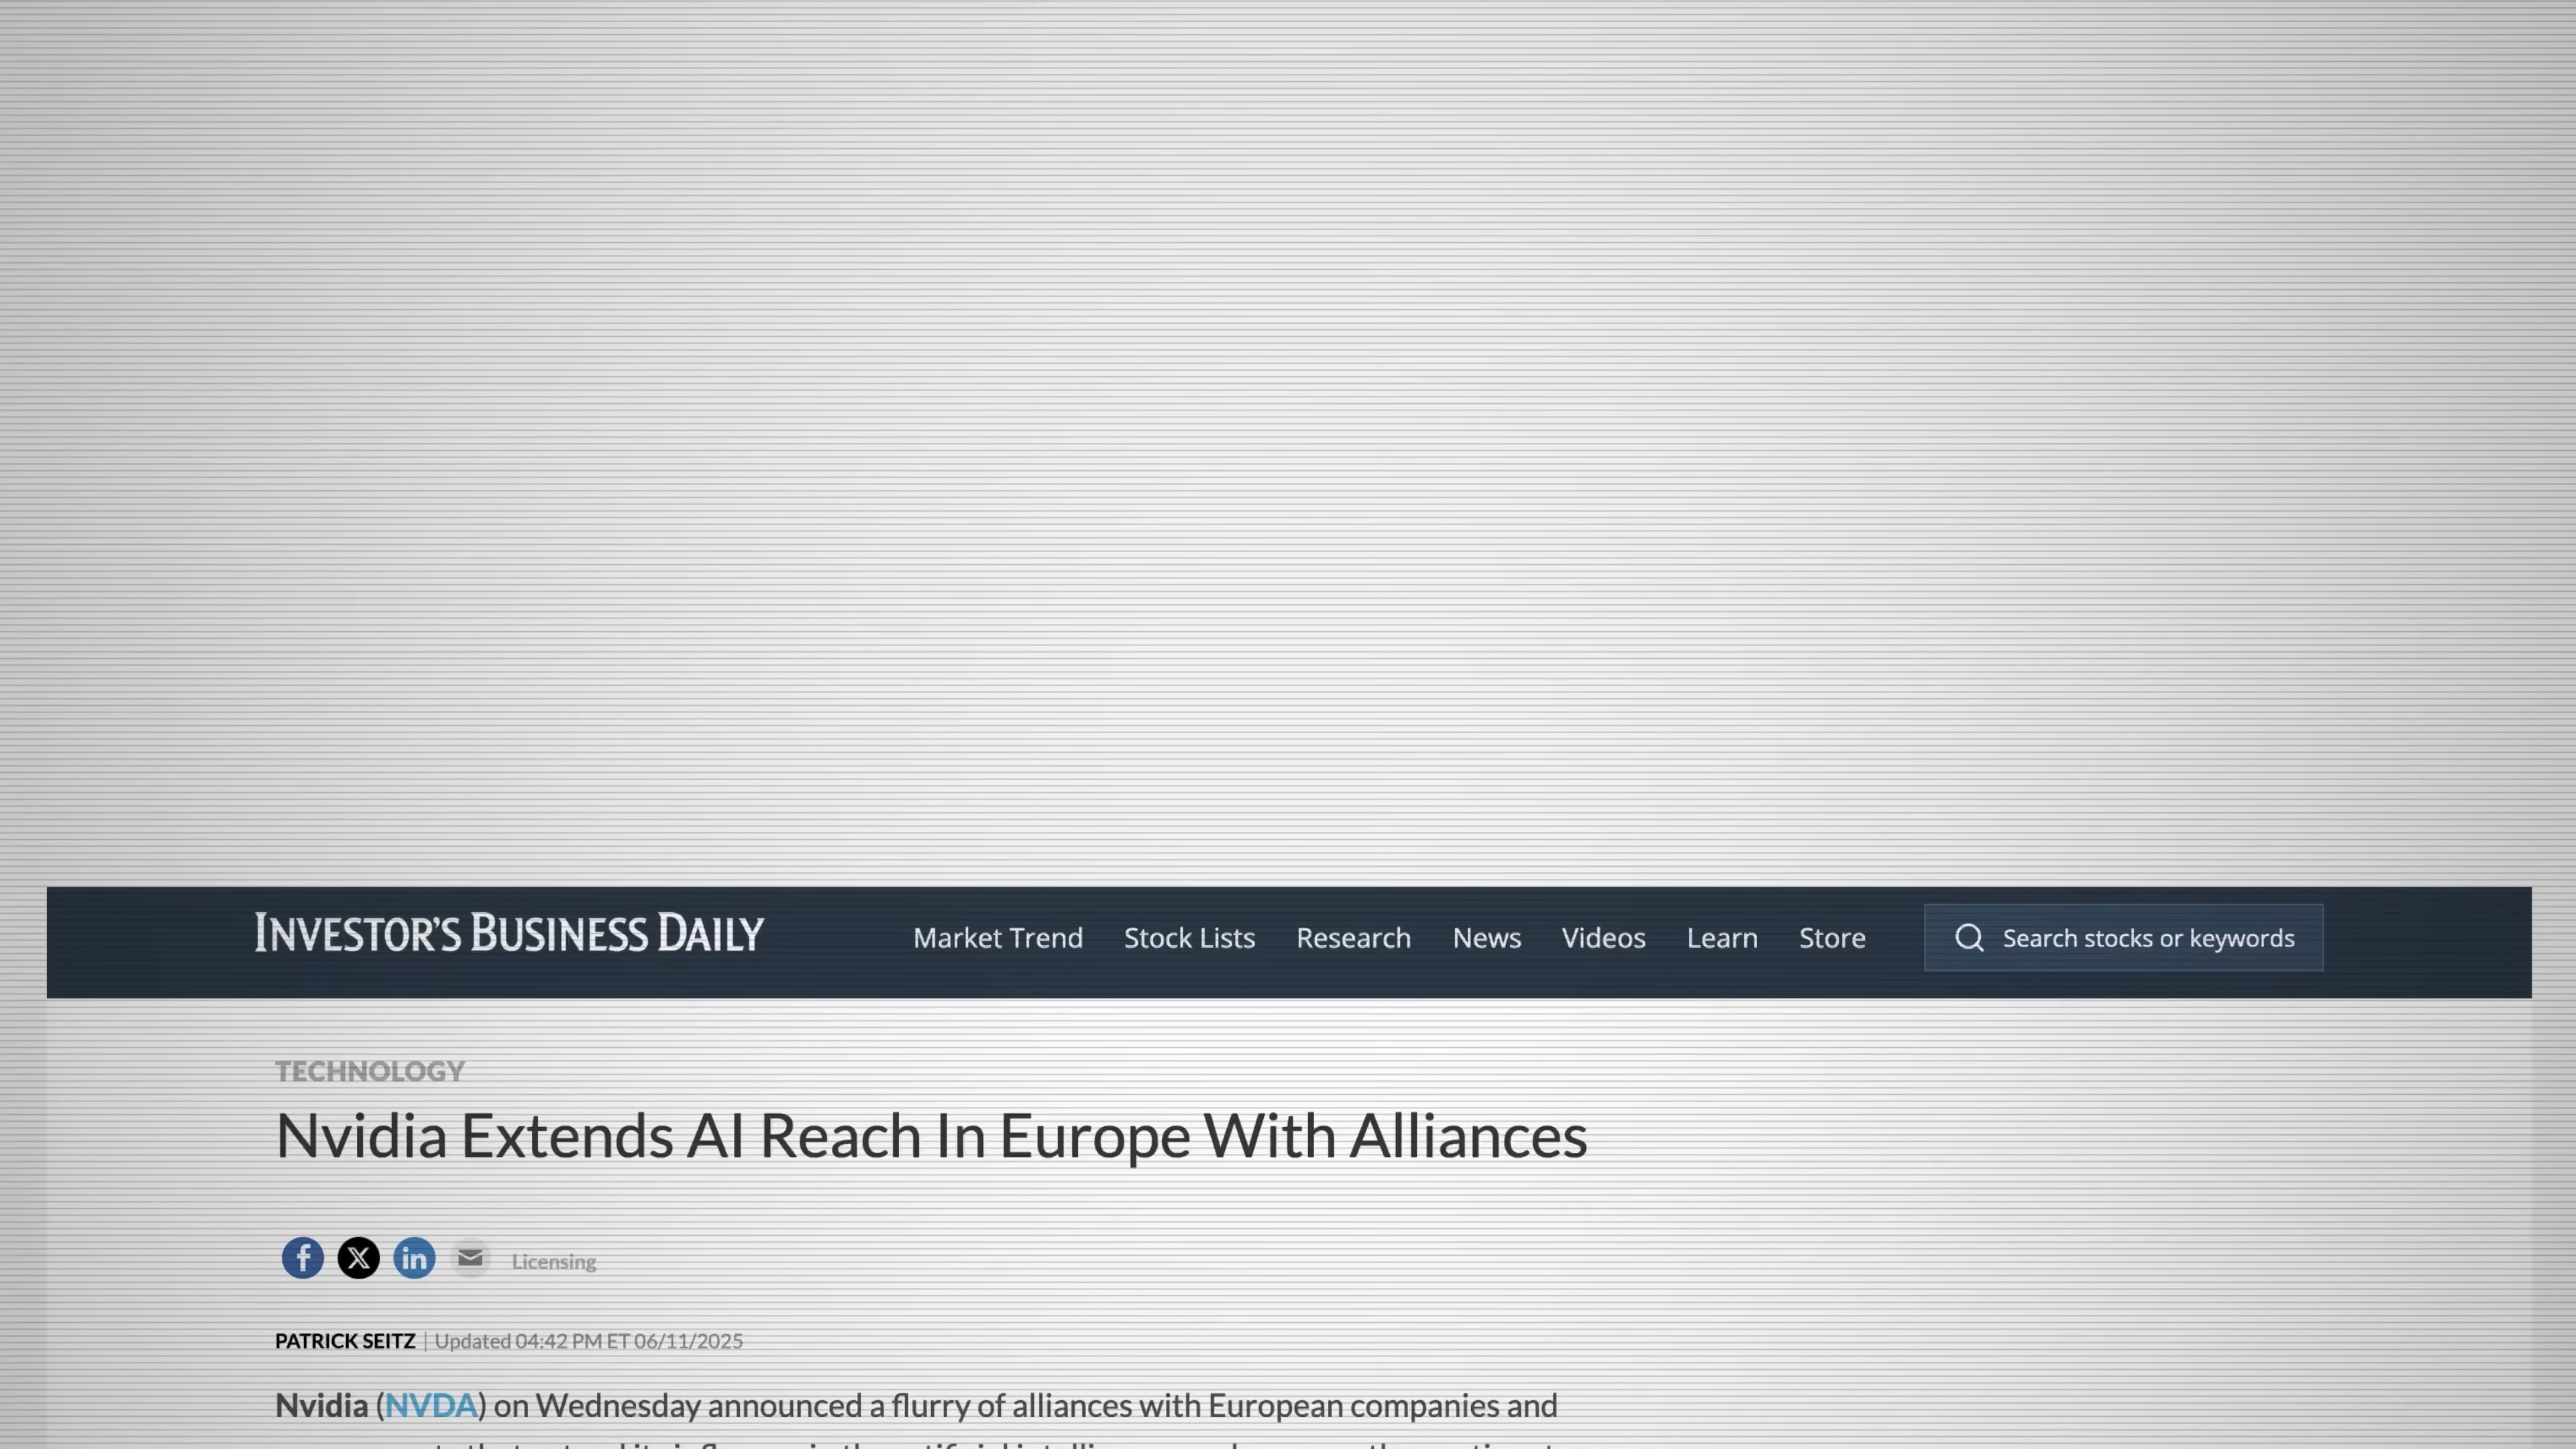 INVESTOR'S BUSINESS DAILY
Market Trend Stock Lists Research News Videos Learn Store Search stocks or keywords
TECHNOLOGY
Nvidia Extends AI Reach In Europe With Alliances
Licensing
PATRICK SEITZ | Updated 04:42 PM ET 06/11/2025
Nvidia (NVDA) on Wednesday announced a flurry of alliances with European companies and